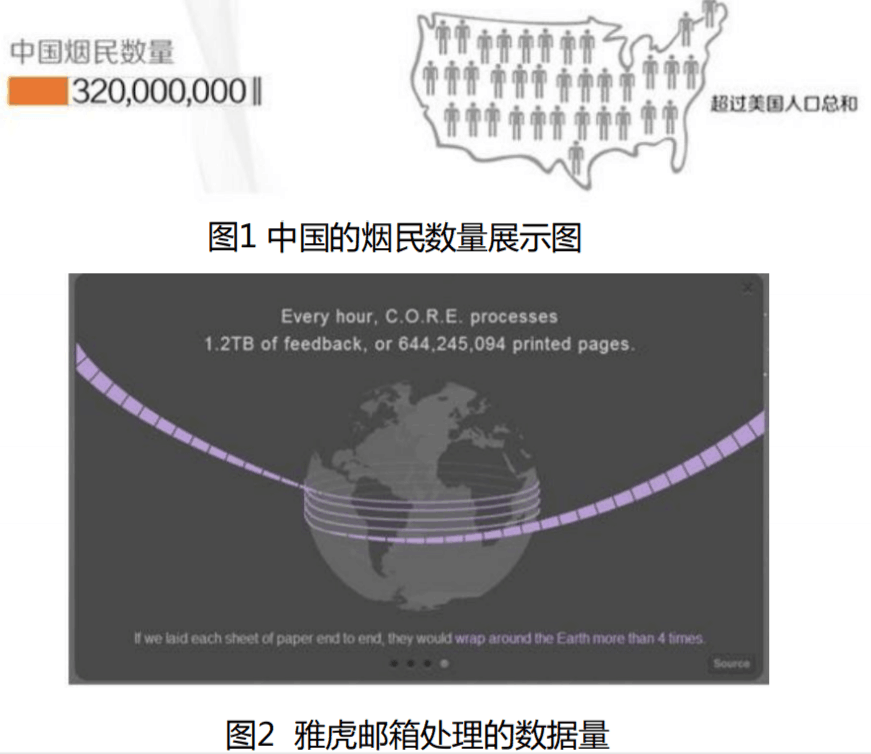 中国烟民数量
320,000,000
超过美国人口总和
图1 中国的烟民数量展示图
Every hour, C.O.R.E. processes
1.2TB of feedback, or 644,245,094 printed pages.
If we laid each sheet of paper end to end, they would wrap around the Earth more than 4 times.
Source
图2 雅虎邮箱处理的数据量